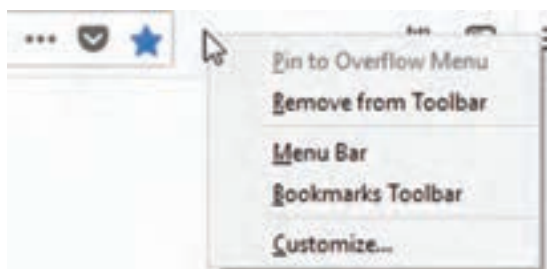 Pin to Overflow Menu
Remove from Toolbar
Menu Bar
Bookmarks Toolbar
Customize...